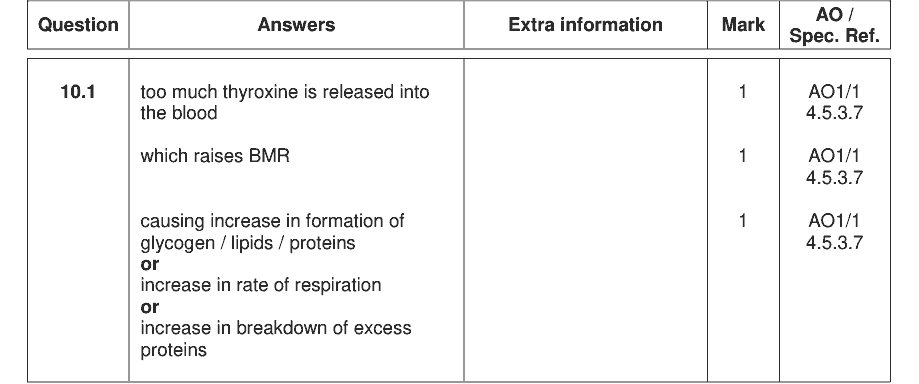 Question Answers Extra information Mark AO /
Spec. Ref.
10.1 too much thyroxine is released into 1 AO1/1
the blood 4.5.3.7
which raises BMR 1 AO1/1
4.5.3.7
causing increase in formation of 1 AO1/1
glycogen / lipids / proteins 4.5.3.7
or
increase in rate of respiration
or
increase in breakdown of excess
proteins